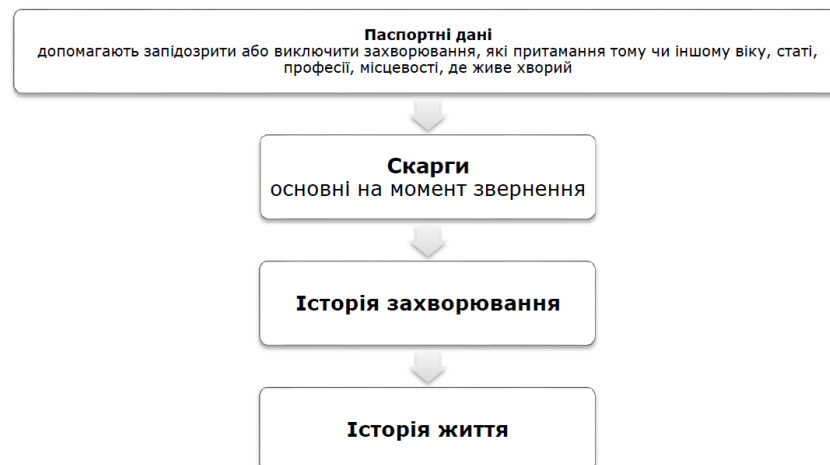 Паспортні дані
допомагають запідозрити або виключити захворювання, які притамання тому чи іншому віку, статі,
професії, місцевості, де живе хворий
Скарги
основні на момент звернення
Історія захворювання
Історія життя